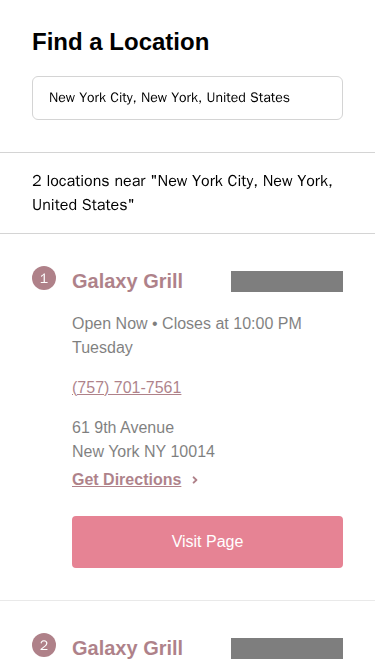 Find a Location
New York City, New York, United States
2 locations near "New York City, New York,
United States"
1
Galaxy Grill
Open Now • Closes at 10:00 PM
Tuesday
(757) 701-7561
61 9th Avenue
New York NY 10014
Get Directions
Visit Page
2
Galaxy Grill